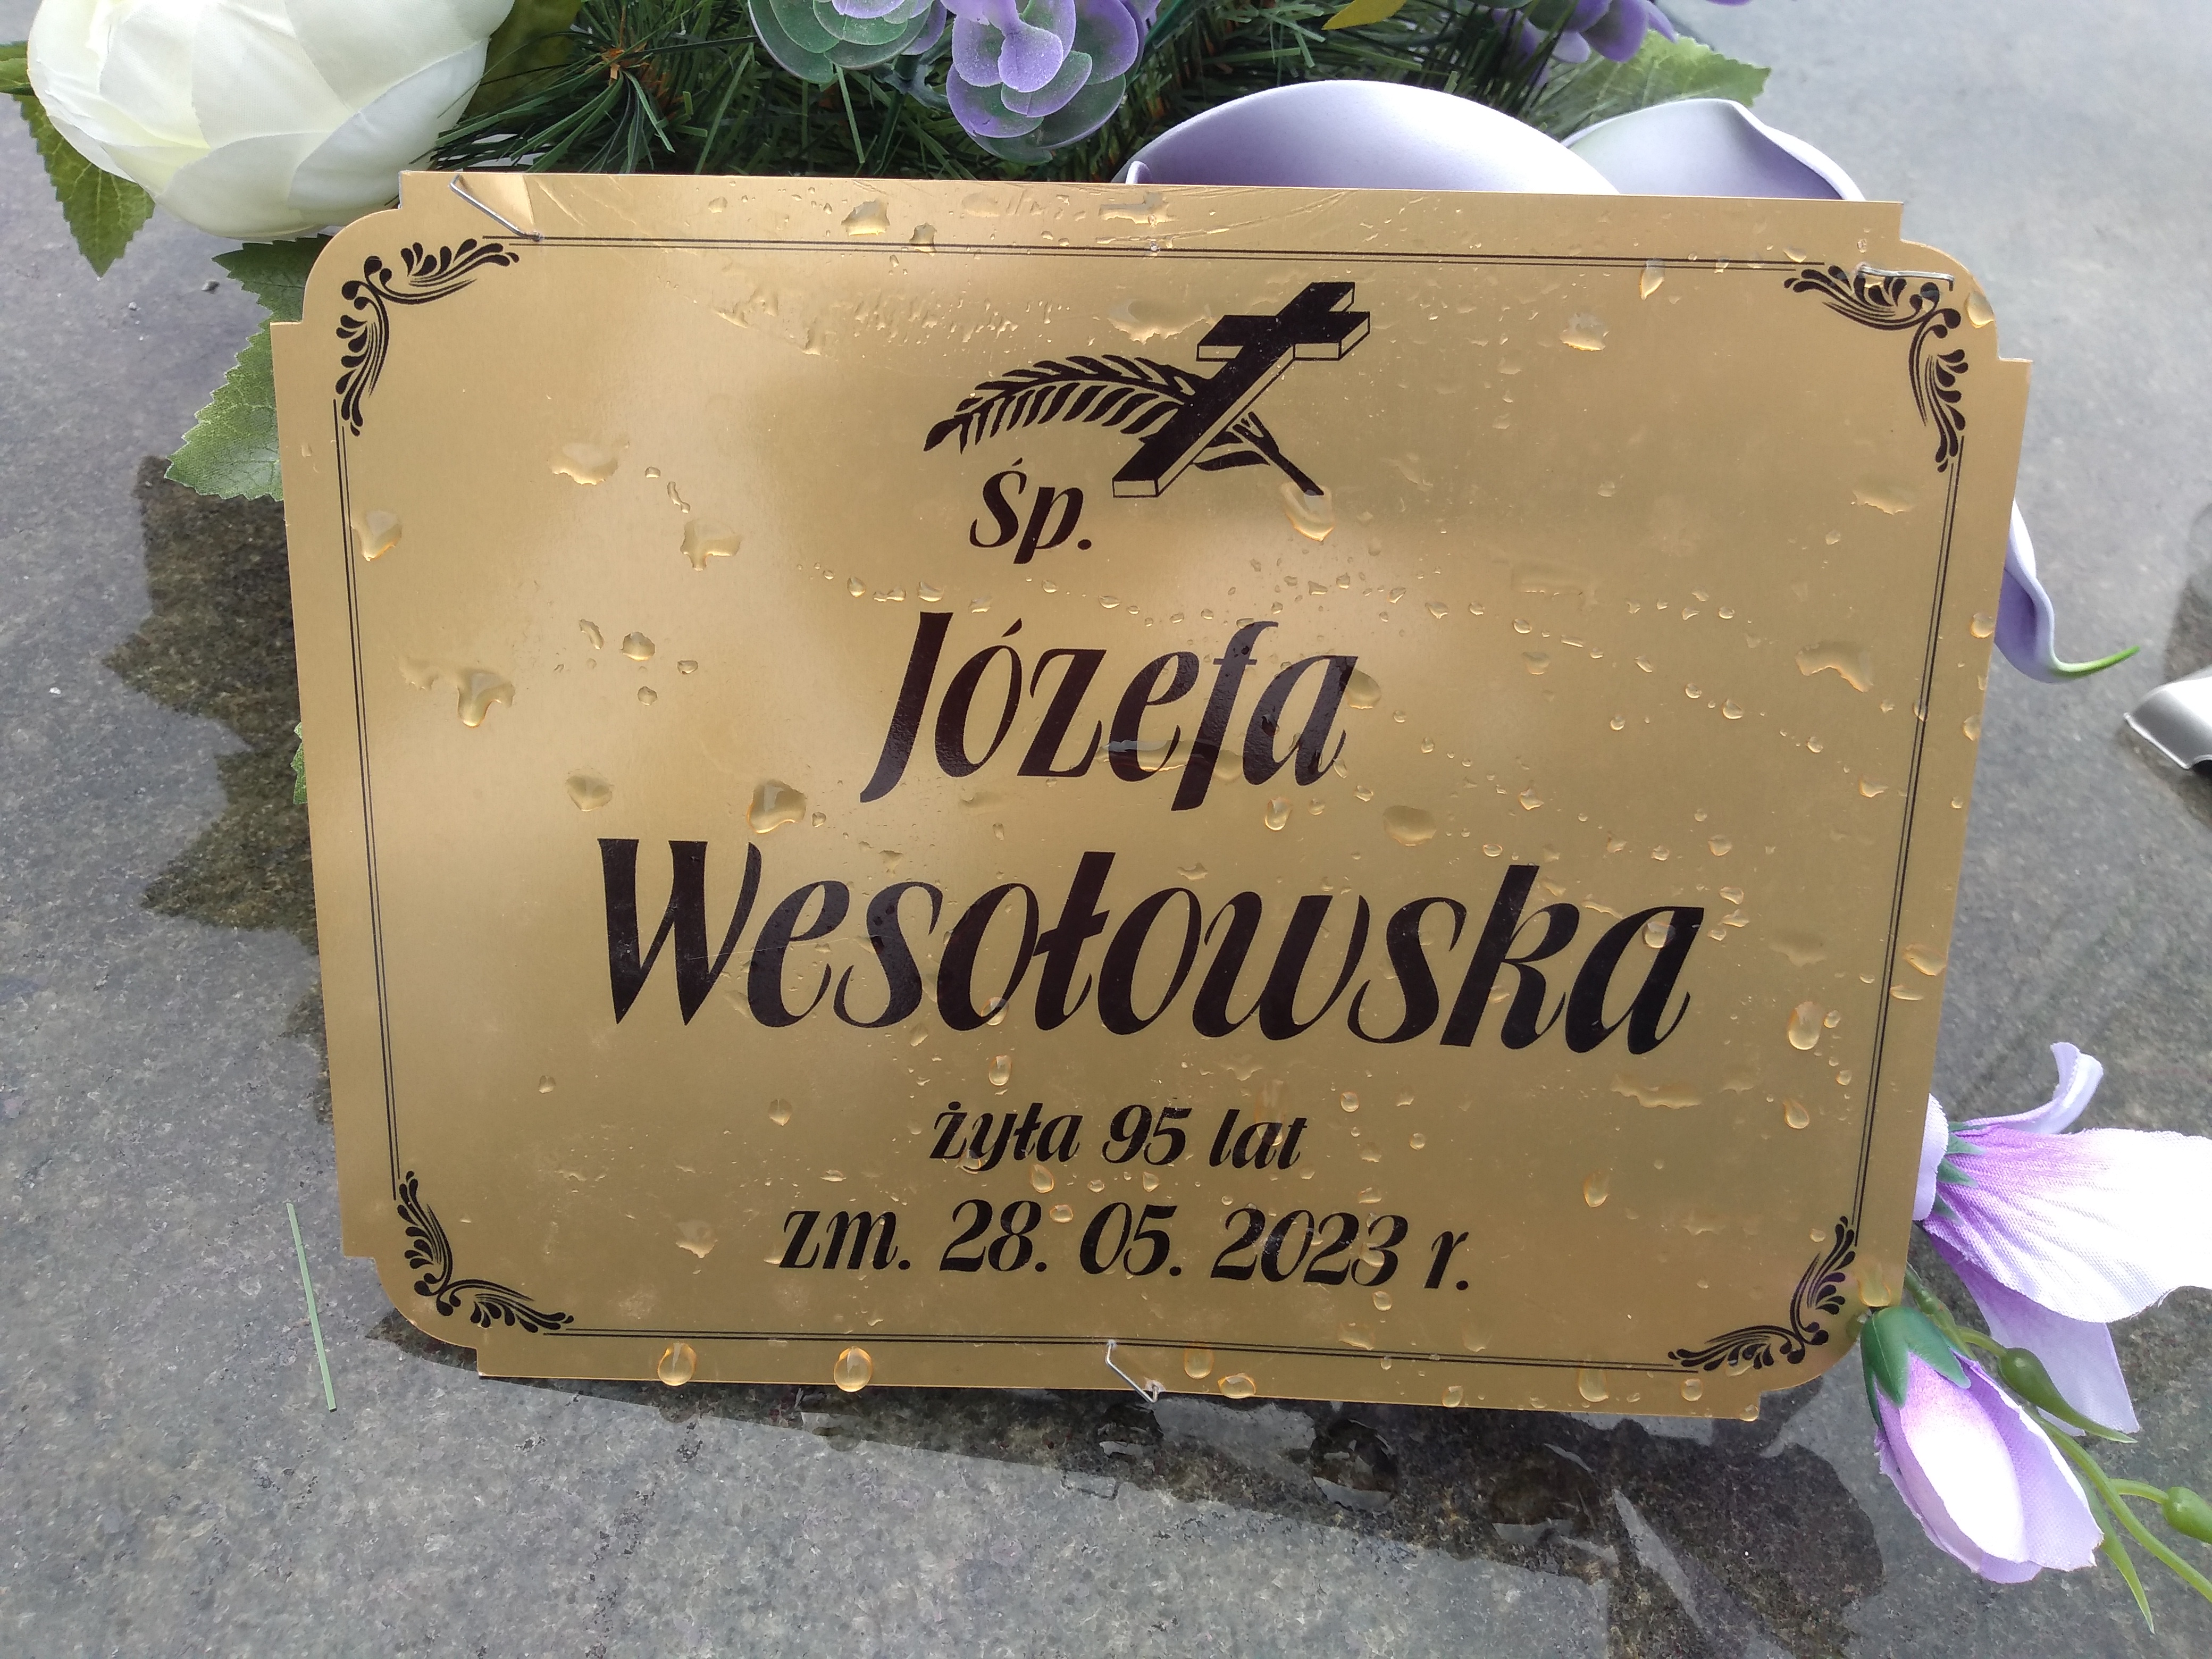 Śp.
Józefa
Wesołowska
żyła 95 lat
zm. 28. 05. 2023 r.